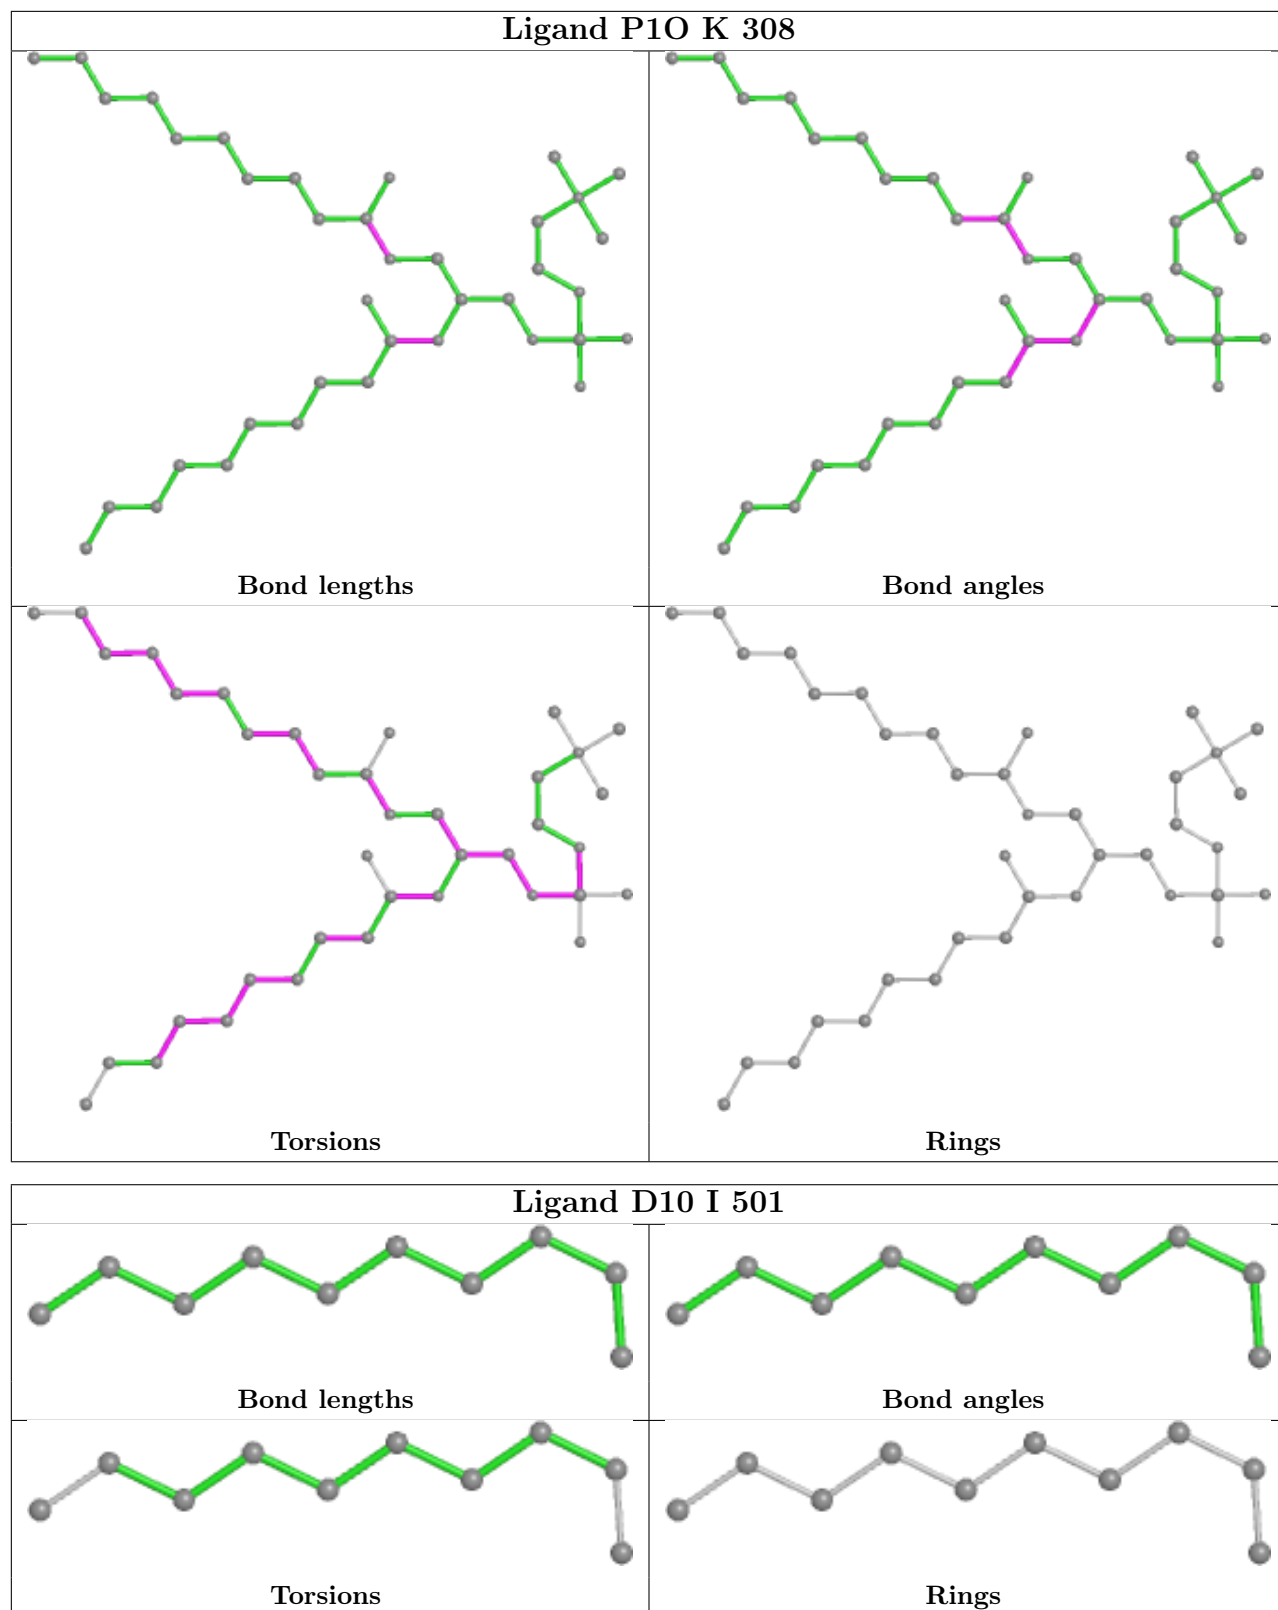 Ligand P1O K 308
Bond lengths
Bond angles
Torsions
Rings
Ligand D10 I 501
Bond lengths
Bond angles
Torsions
Rings